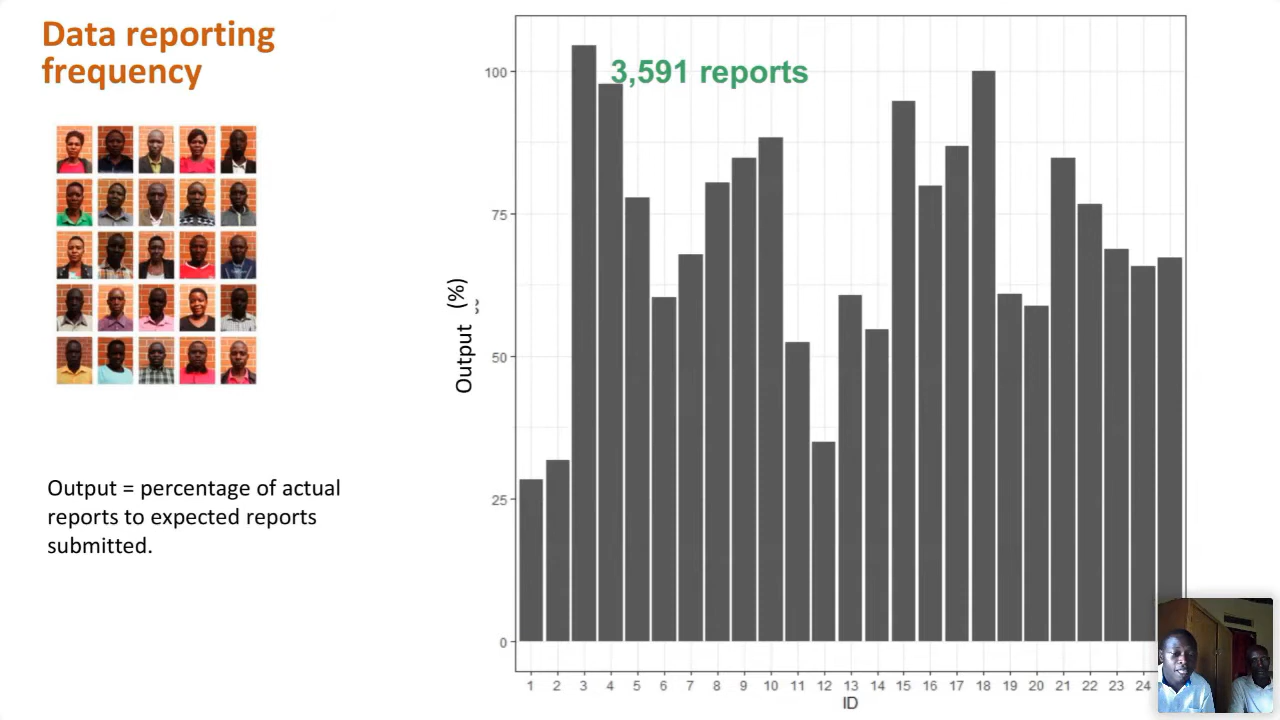 Data reporting
frequency
3,591 reports
100
75
50
25
0
Output (%)
1 2 3 4 5 6 7 8 9 10 11 12 13 14 15 16 17 18 19 20 21 22 23 24
ID
Output = percentage of actual
reports to expected reports
submitted.